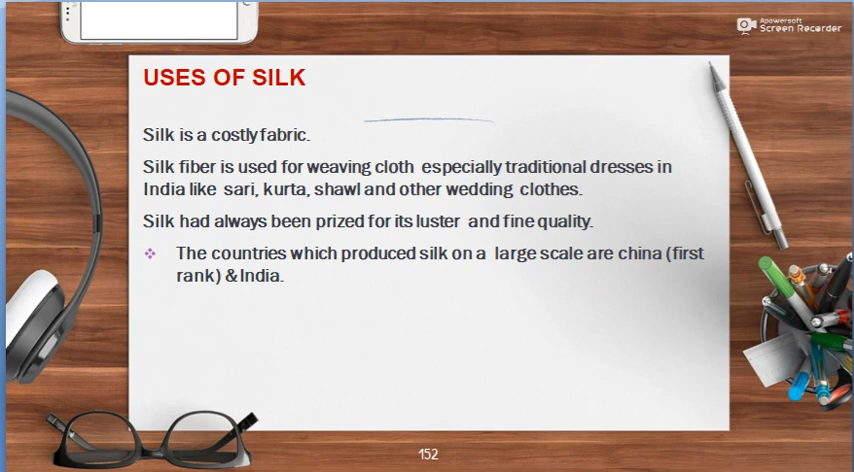 Apowersoft
Screen Recorder
USES OF SILK
Silk is a costly fabric.
Silk fiber is used for weaving cloth especially traditional dresses in
India like sari, kurta, shawl and other wedding clothes.
Silk had always been prized for its luster and fine quality.
❖ The countries which produced silk on a large scale are china (first
rank) & India.
152